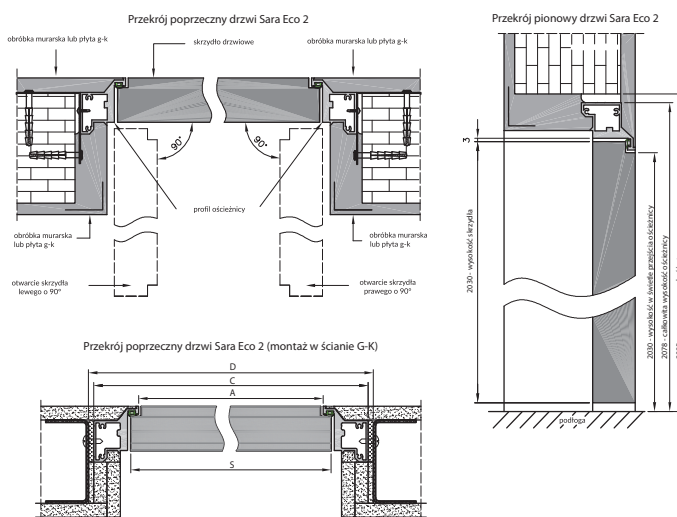 Przekrój poprzeczny drzwi Sara Eco 2
obróbka murarska lub płyta g-k
skrzydło drzwiowe
obróbka murarska lub płyta g-k
90°
90°
profil ościeżnicy
obróbka murarska
lub płyta g-k
obróbka murarska
lub płyta g-k
otwarcie skrzydła
lewego o 90°
otwarcie skrzydła
prawego o 90°
Przekrój pionowy drzwi Sara Eco 2
3
2030 - wysokość skrzydła
2030 - wysokość w świetle przejścia ościeżnicy
2078 - całkowita wysokość ościeżnicy
podłoga
Przekrój poprzeczny drzwi Sara Eco 2 (montaż w ścianie G-K)
D
C
A
S